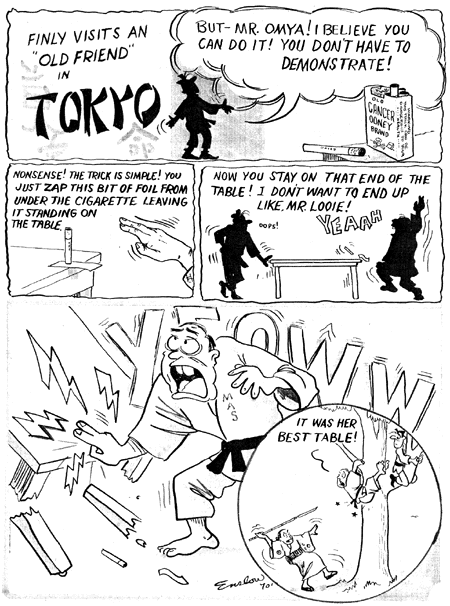 FINLY VISITS AN
"OLD FRIEND"
IN
TOKYO
BUT- MR. OMYA! I BELIEVE YOU
CAN DO IT! YOU DON'T HAVE TO
DEMONSTRATE!
OLD
CANCER
OONEY
BRAND
NONSENSE! THE TRICK IS SIMPLE! YOU
JUST ZAP THIS BIT OF FOIL FROM
UNDER THE CIGARETTE LEAVING
IT STANDING ON
THE TABLE
NOW YOU STAY ON THAT END OF THE
TABLE! I DON'T WANT TO END UP
LIKE, MR. LOOIE!
OOPS!
YEAAH
YEOWW
MAS
IT WAS HER
BEST TABLE!
Enslow
70'